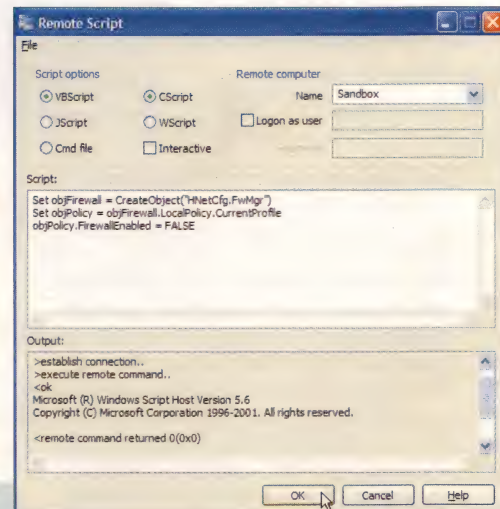 Remote Script
File
Script options
Remote computer
VBScript
CScript
Name
Sandbox
JScript
WScript
Logon as user
Cmd file
Interactive
Script:
Set objFirewall = CreateObject("HNetCfg.FwMgr")
Set objPolicy = objFirewall.LocalPolicy.CurrentProfile
objPolicy.FirewallEnabled = FALSE
Output:
>establish connection..
>execute remote command..
<ok
Microsoft (R) Windows Script Host Version 5.6
Copyright (C) Microsoft Corporation 1996-2001. All rights reserved.
<remote command returned 0(0x0)
OK
Cancel
Help